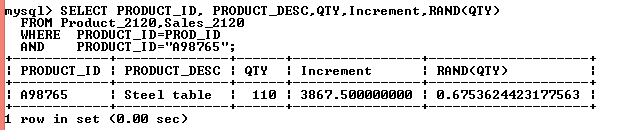 mysql> SELECT PRODUCT_ID, PRODUCT_DESC,QTY,Increment,RAND(QTY)
FROM Product_2120,Sales_2120
WHERE PRODUCT_ID=PROD_ID
AND PRODUCT_ID="A98765";
+------------+--------------+-----+----------------+--------------------+
| PRODUCT_ID | PRODUCT_DESC | QTY | Increment | RAND(QTY) |
+------------+--------------+-----+----------------+--------------------+
| A98765 | Steel table | 110 | 3867.500000000 | 0.6753624423177563 |
+------------+--------------+-----+----------------+--------------------+
1 row in set (0.00 sec)